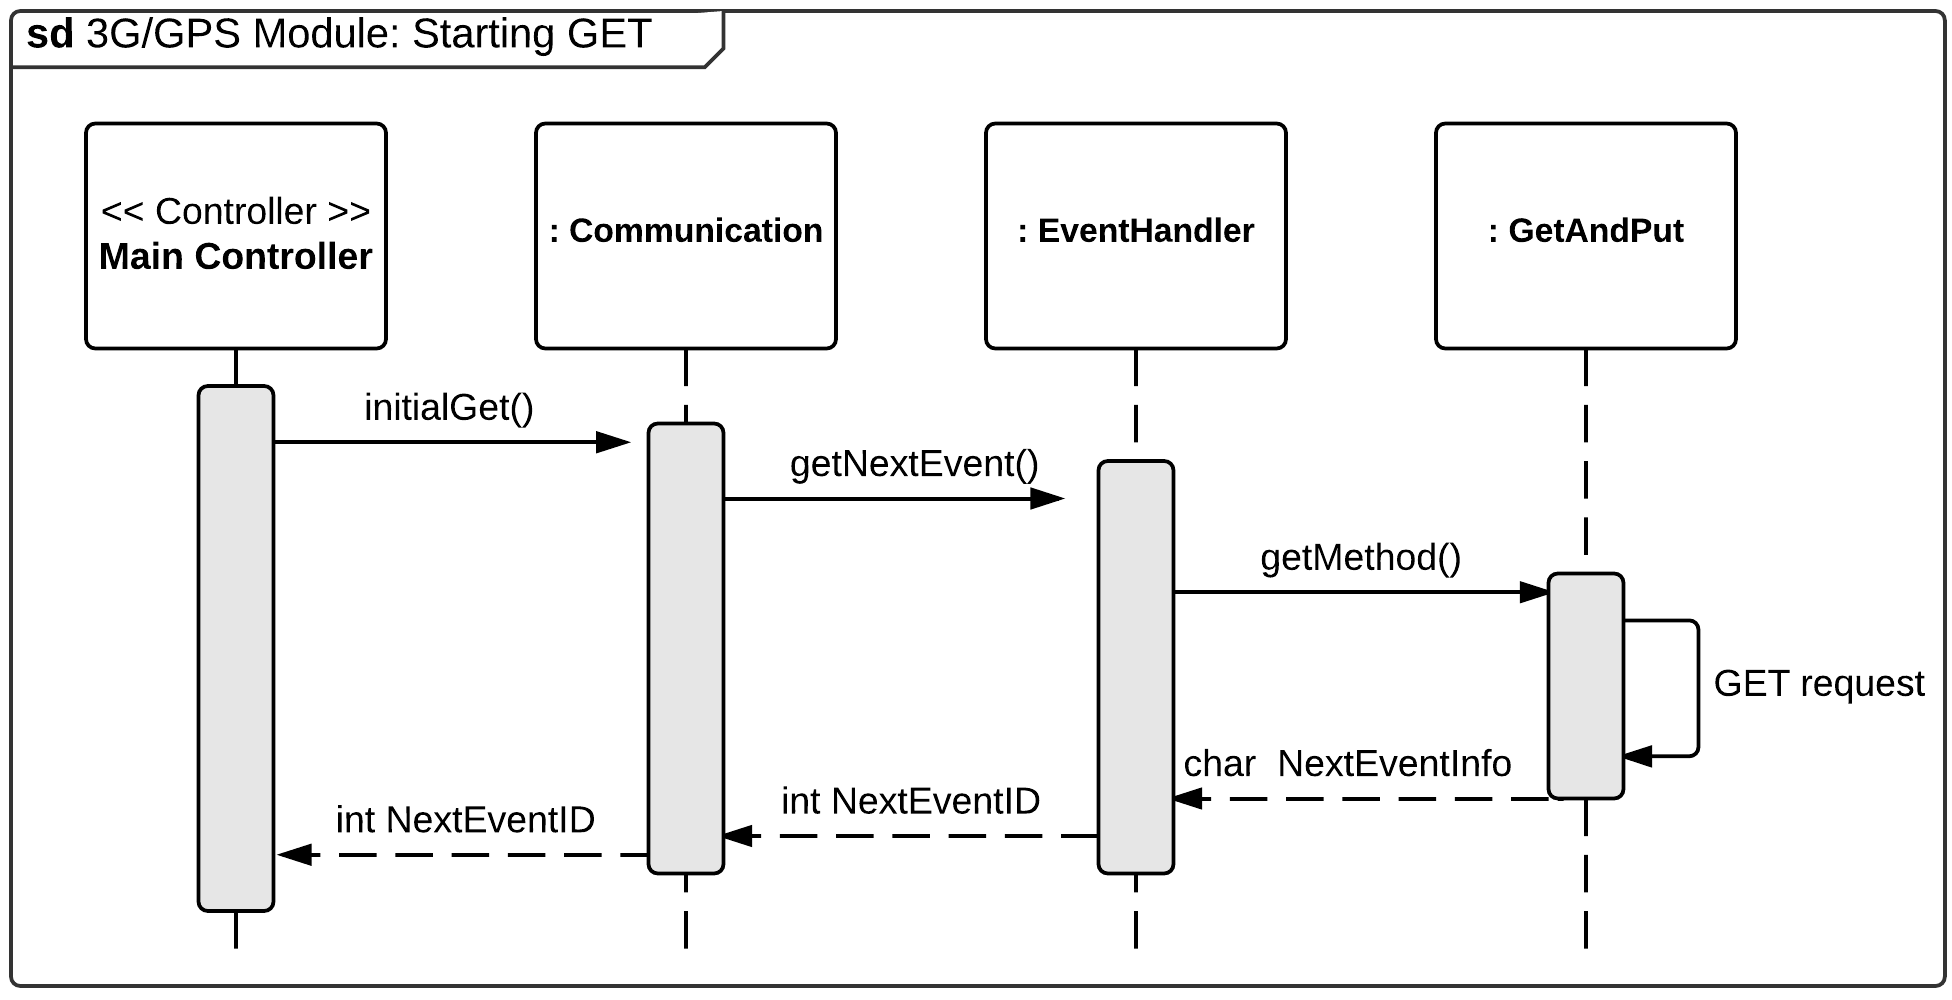 sd 3G/GPS Module: Starting GET
<< Controller >>
Main Controller
: Communication
: EventHandler
: GetAndPut
initialGet()
getNextEvent()
getMethod()
GET request
char  NextEventInfo
int NextEventID
int NextEventID